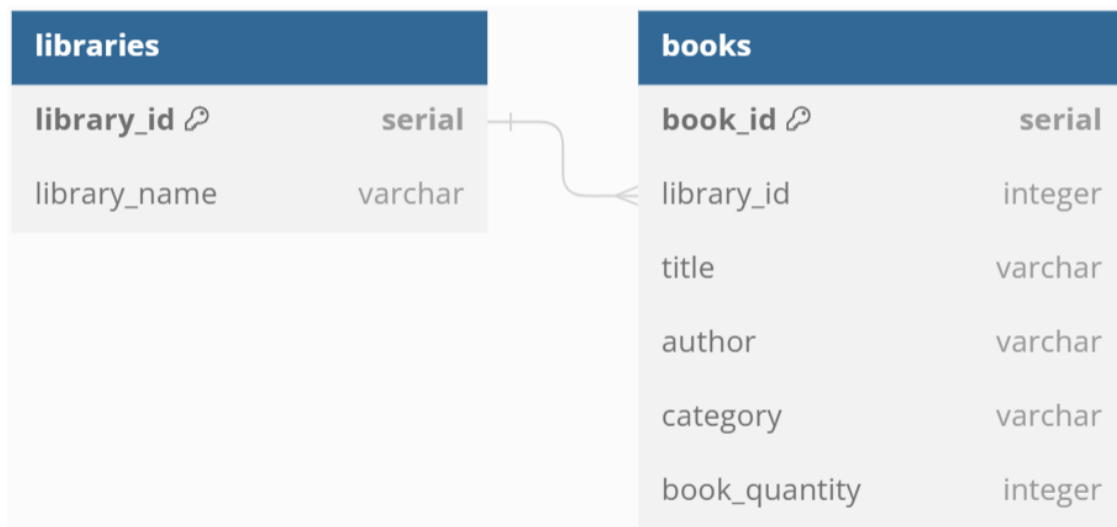 libraries
library_id serial
library_name varchar
books
book_id serial
library_id integer
title varchar
author varchar
category varchar
book_quantity integer